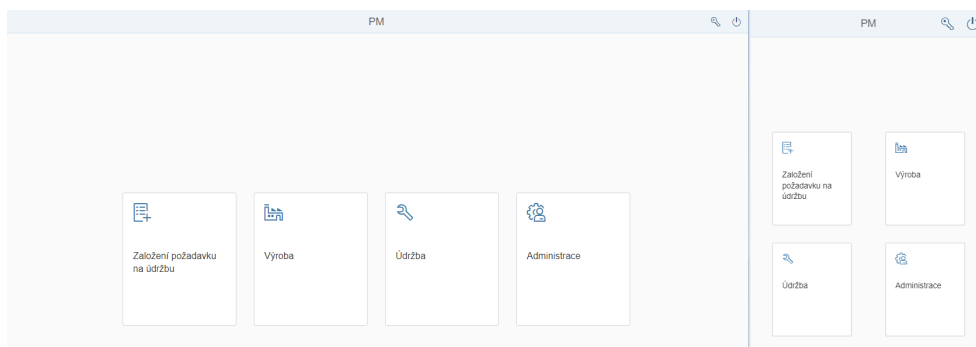 PM
Založení požadavku
na údržbu
Výroba
Údržba
Administrace
PM
Založení
požadavku na
údržbu
Výroba
Údržba
Administrace